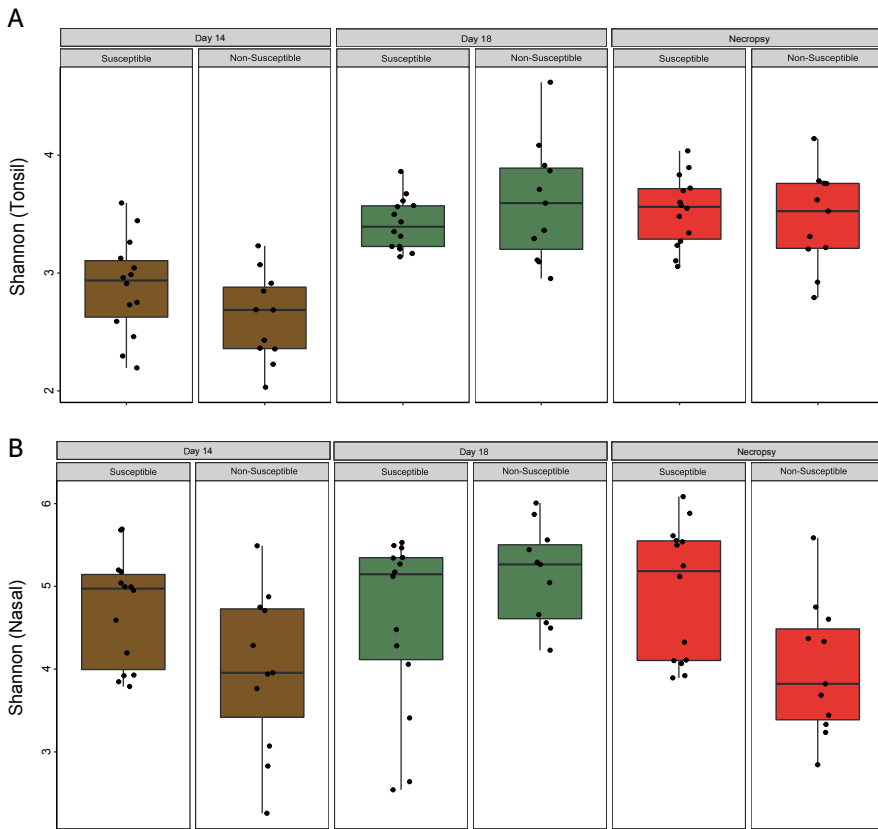 A
Day 14 Day 18 Necropsy
Susceptible Non-Susceptible Susceptible Non-Susceptible Susceptible Non-Susceptible
Shannon (Tonsil)
4
3
2
B
Day 14 Day 18 Necropsy
Susceptible Non-Susceptible Susceptible Non-Susceptible Susceptible Non-Susceptible
Shannon (Nasal)
6
5
4
3